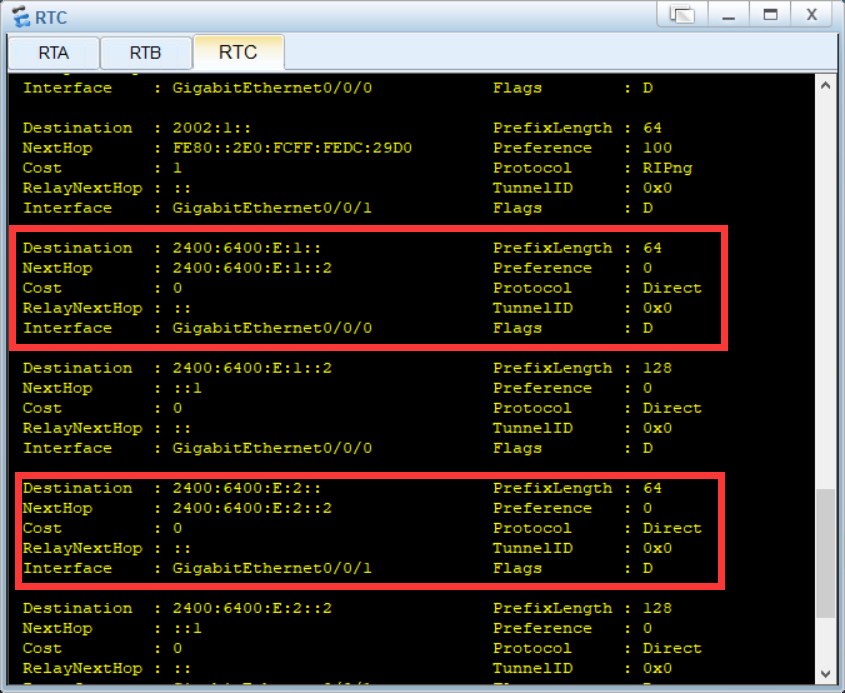 RTC
RTA RTB RTC
Interface : GigabitEthernet0/0/0 Flags : D
Destination : 2002:1:: PrefixLength : 64
NextHop : FE80::2E0:FCFF:FEDC:29D0 Preference : 100
Cost : 1 Protocol : RIPng
RelayNextHop : :: TunnelID : 0x0
Interface : GigabitEthernet0/0/1 Flags : D
Destination : 2400:6400:E:1:: PrefixLength : 64
NextHop : 2400:6400:E:1::2 Preference : 0
Cost : 0 Protocol : Direct
RelayNextHop : :: TunnelID : 0x0
Interface : GigabitEthernet0/0/0 Flags : D
Destination : 2400:6400:E:1::2 PrefixLength : 128
NextHop : ::1 Preference : 0
Cost : 0 Protocol : Direct
RelayNextHop : :: TunnelID : 0x0
Interface : GigabitEthernet0/0/0 Flags : D
Destination : 2400:6400:E:2:: PrefixLength : 64
NextHop : 2400:6400:E:2::2 Preference : 0
Cost : 0 Protocol : Direct
RelayNextHop : :: TunnelID : 0x0
Interface : GigabitEthernet0/0/1 Flags : D
Destination : 2400:6400:E:2::2 PrefixLength : 128
NextHop : ::1 Preference : 0
Cost : 0 Protocol : Direct
RelayNextHop : :: TunnelID : 0x0